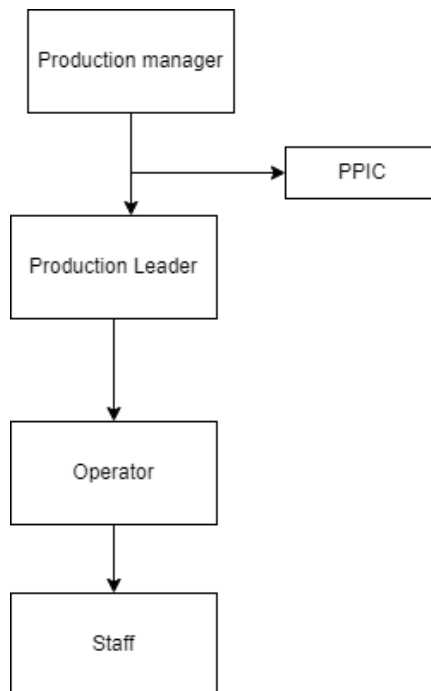 Production manager
PPIC
Production Leader
Operator
Staff